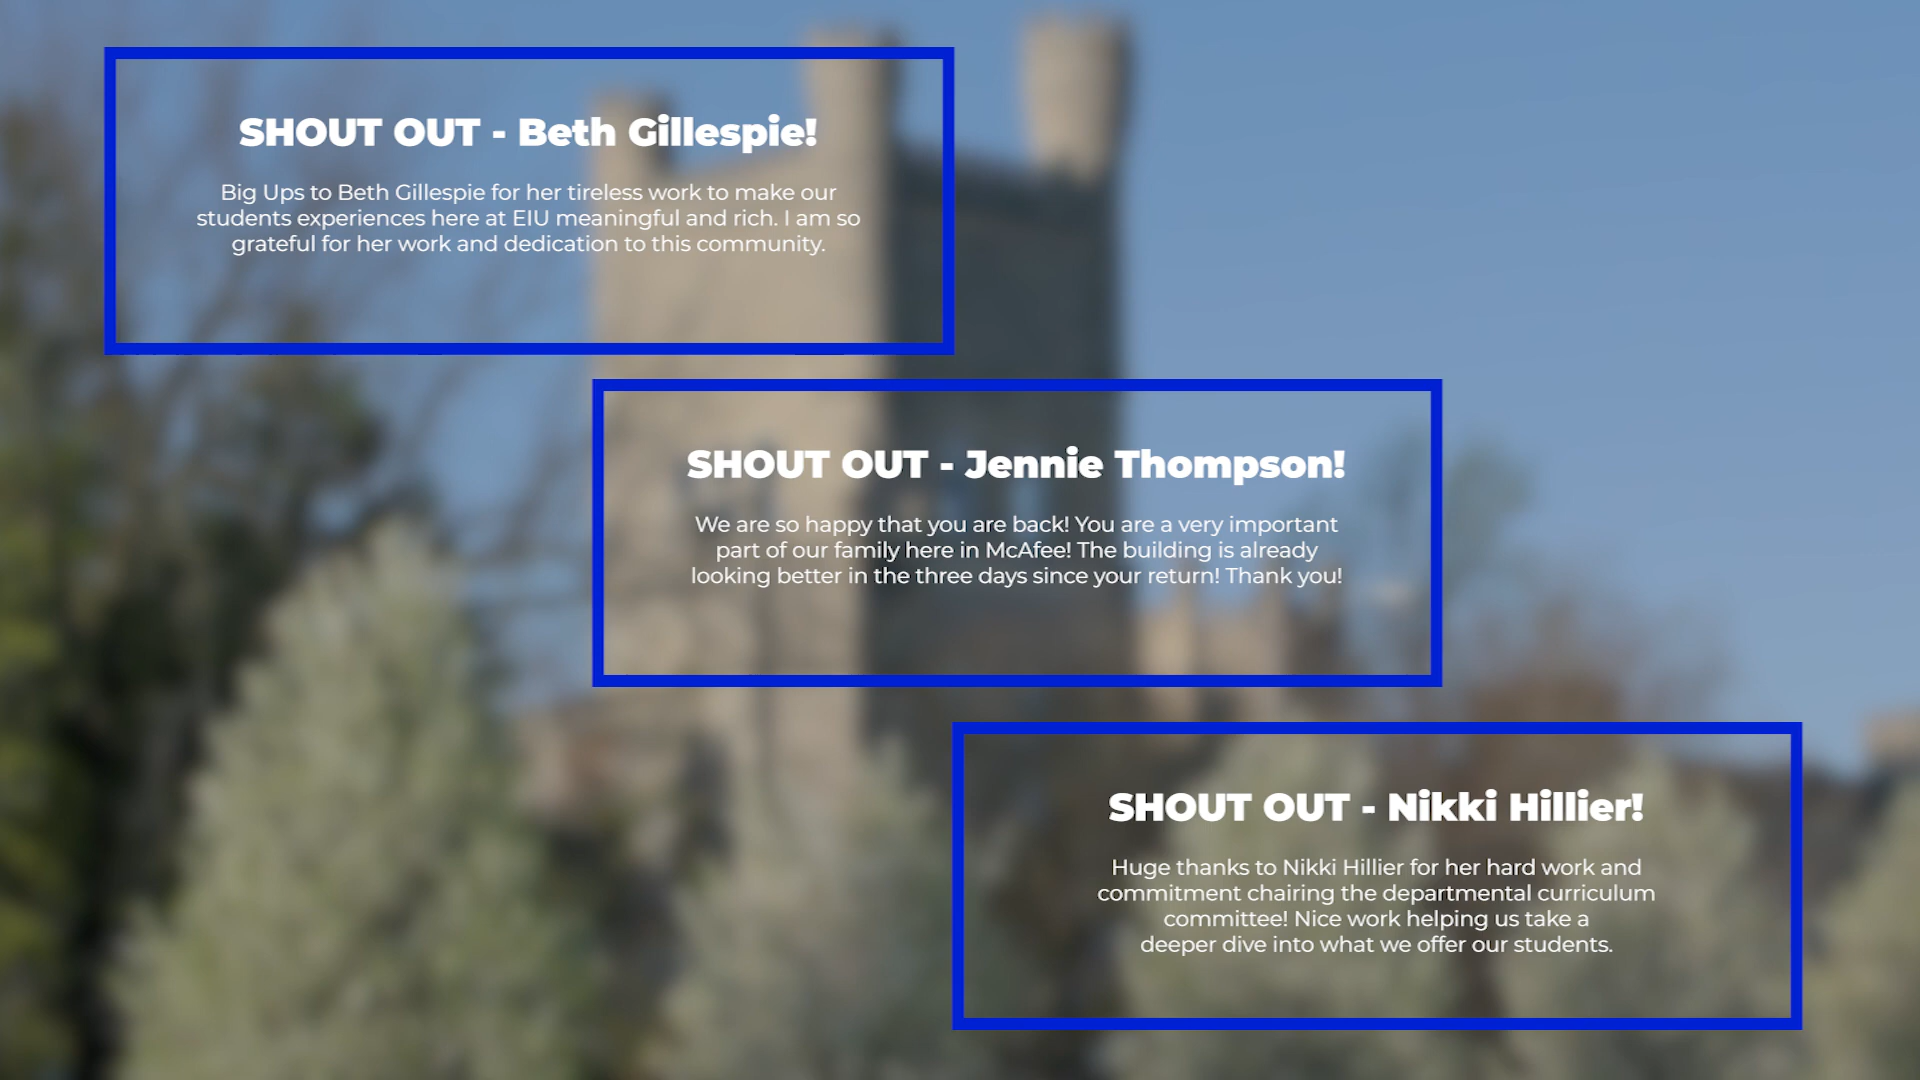 SHOUT OUT - Beth Gillespie!
Big Ups to Beth Gillespie for her tireless work to make our
students experiences here at EIU meaningful and rich. I am so
grateful for her work and dedication to this community.
SHOUT OUT - Jennie Thompson!
We are so happy that you are back! You are a very important
part of our family here in McAfee! The building is already
looking better in the three days since your return! Thank you!
SHOUT OUT - Nikki Hillier!
Huge thanks to Nikki Hillier for her hard work and
commitment chairing the departmental curriculum
committee! Nice work helping us take a
deeper dive into what we offer our students.